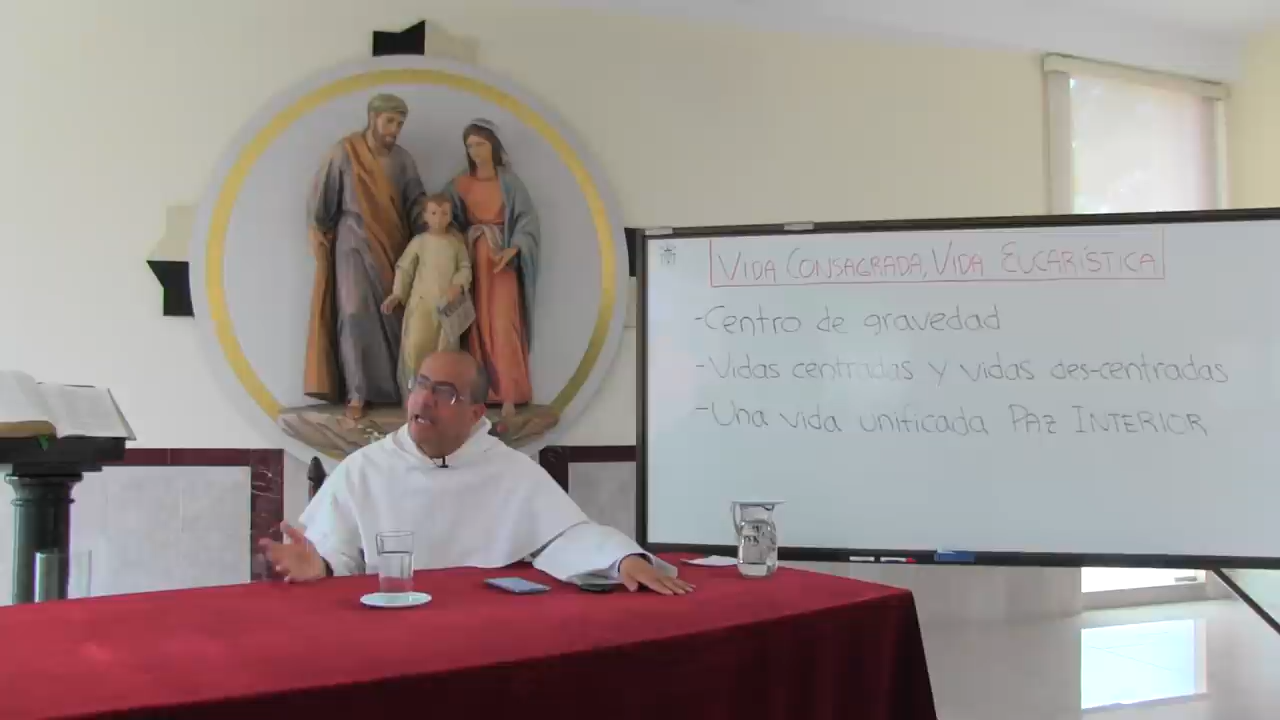 VIDA CONSAGRADA, VIDA EUCARÍSTICA
-Centro de gravedad
-Vidas centradas y vidas des-centradas
-Una vida unificada PAZ INTERIOR